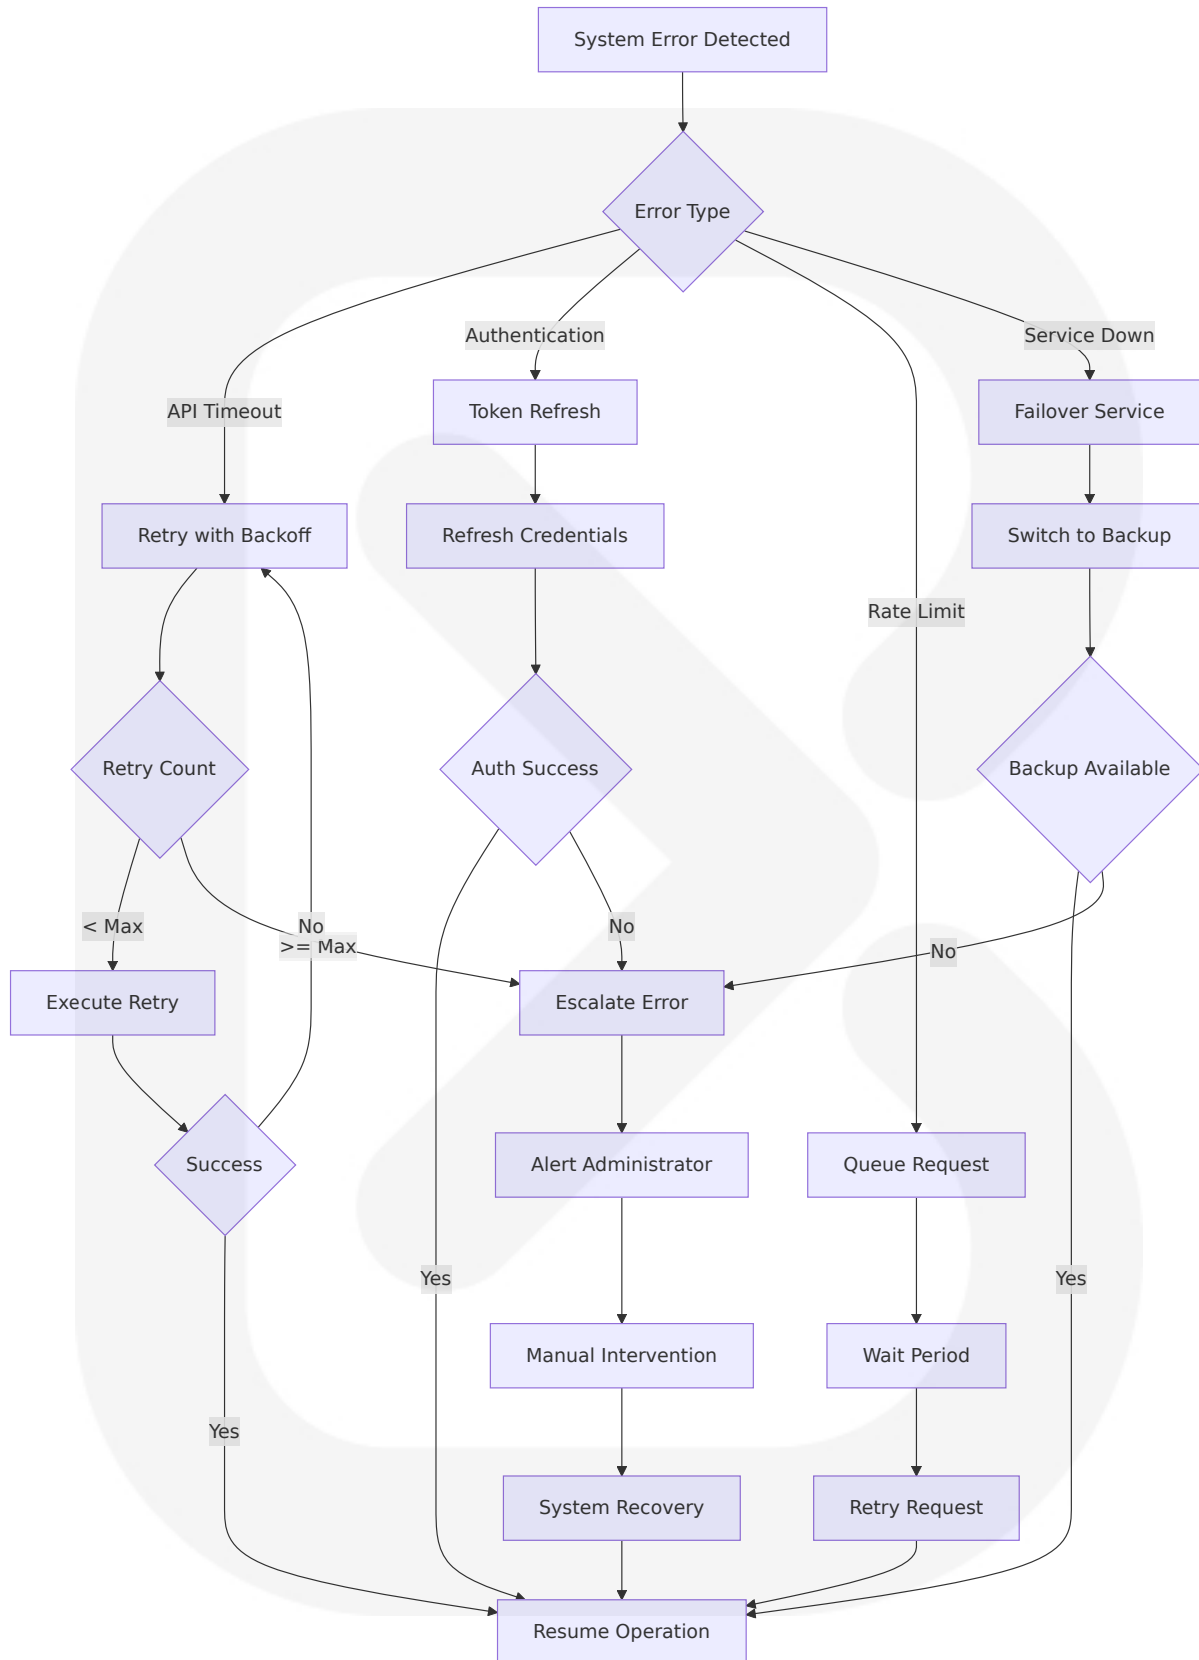 System Error Detected
Error Type
Authentication
Service Down
API Timeout
Token Refresh
Failover Service
Retry with Backoff
Refresh Credentials
Switch to Backup
Rate Limit
Retry Count
Auth Success
Backup Available
< Max
No
>= Max
No
No
Execute Retry
Escalate Error
Success
Alert Administrator
Queue Request
Yes
Yes
Manual Intervention
Wait Period
Yes
System Recovery
Retry Request
Resume Operation